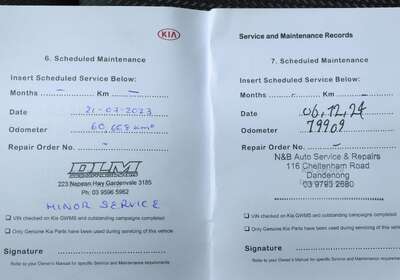 KIA
6. Scheduled Maintenance
Insert Scheduled Service Below:
Months – Km –
Date 21-07-2023
Odometer 60,668 kms
Repair Order No. –
DLM
223 Nepean Hwy Gardenvale 3185
Ph: 03 9596 5962
MINOR SERVICE
VIN checked on Kia GWMS and outstanding campaigns completed
Only Genuine Kia Parts have been used during servicing of this vehicle
Signature
Refer to your Owner's Manual for specific Service and Maintenance requirements
Service and Maintenance Records
7. Scheduled Maintenance
Insert Scheduled Service Below:
Months – Km –
Date 06,12,24
Odometer 79909
Repair Order No. –
N&B Auto Service & Repairs
116 Cheltenham Road
Dandenong
03 9793 2680
VIN checked on Kia GWMS and outstanding campaigns completed
Only Genuine Kia Parts have been used during servicing of this vehicle
Signature
Refer to your Owner's Manual for specific Service and Maintenance requirements